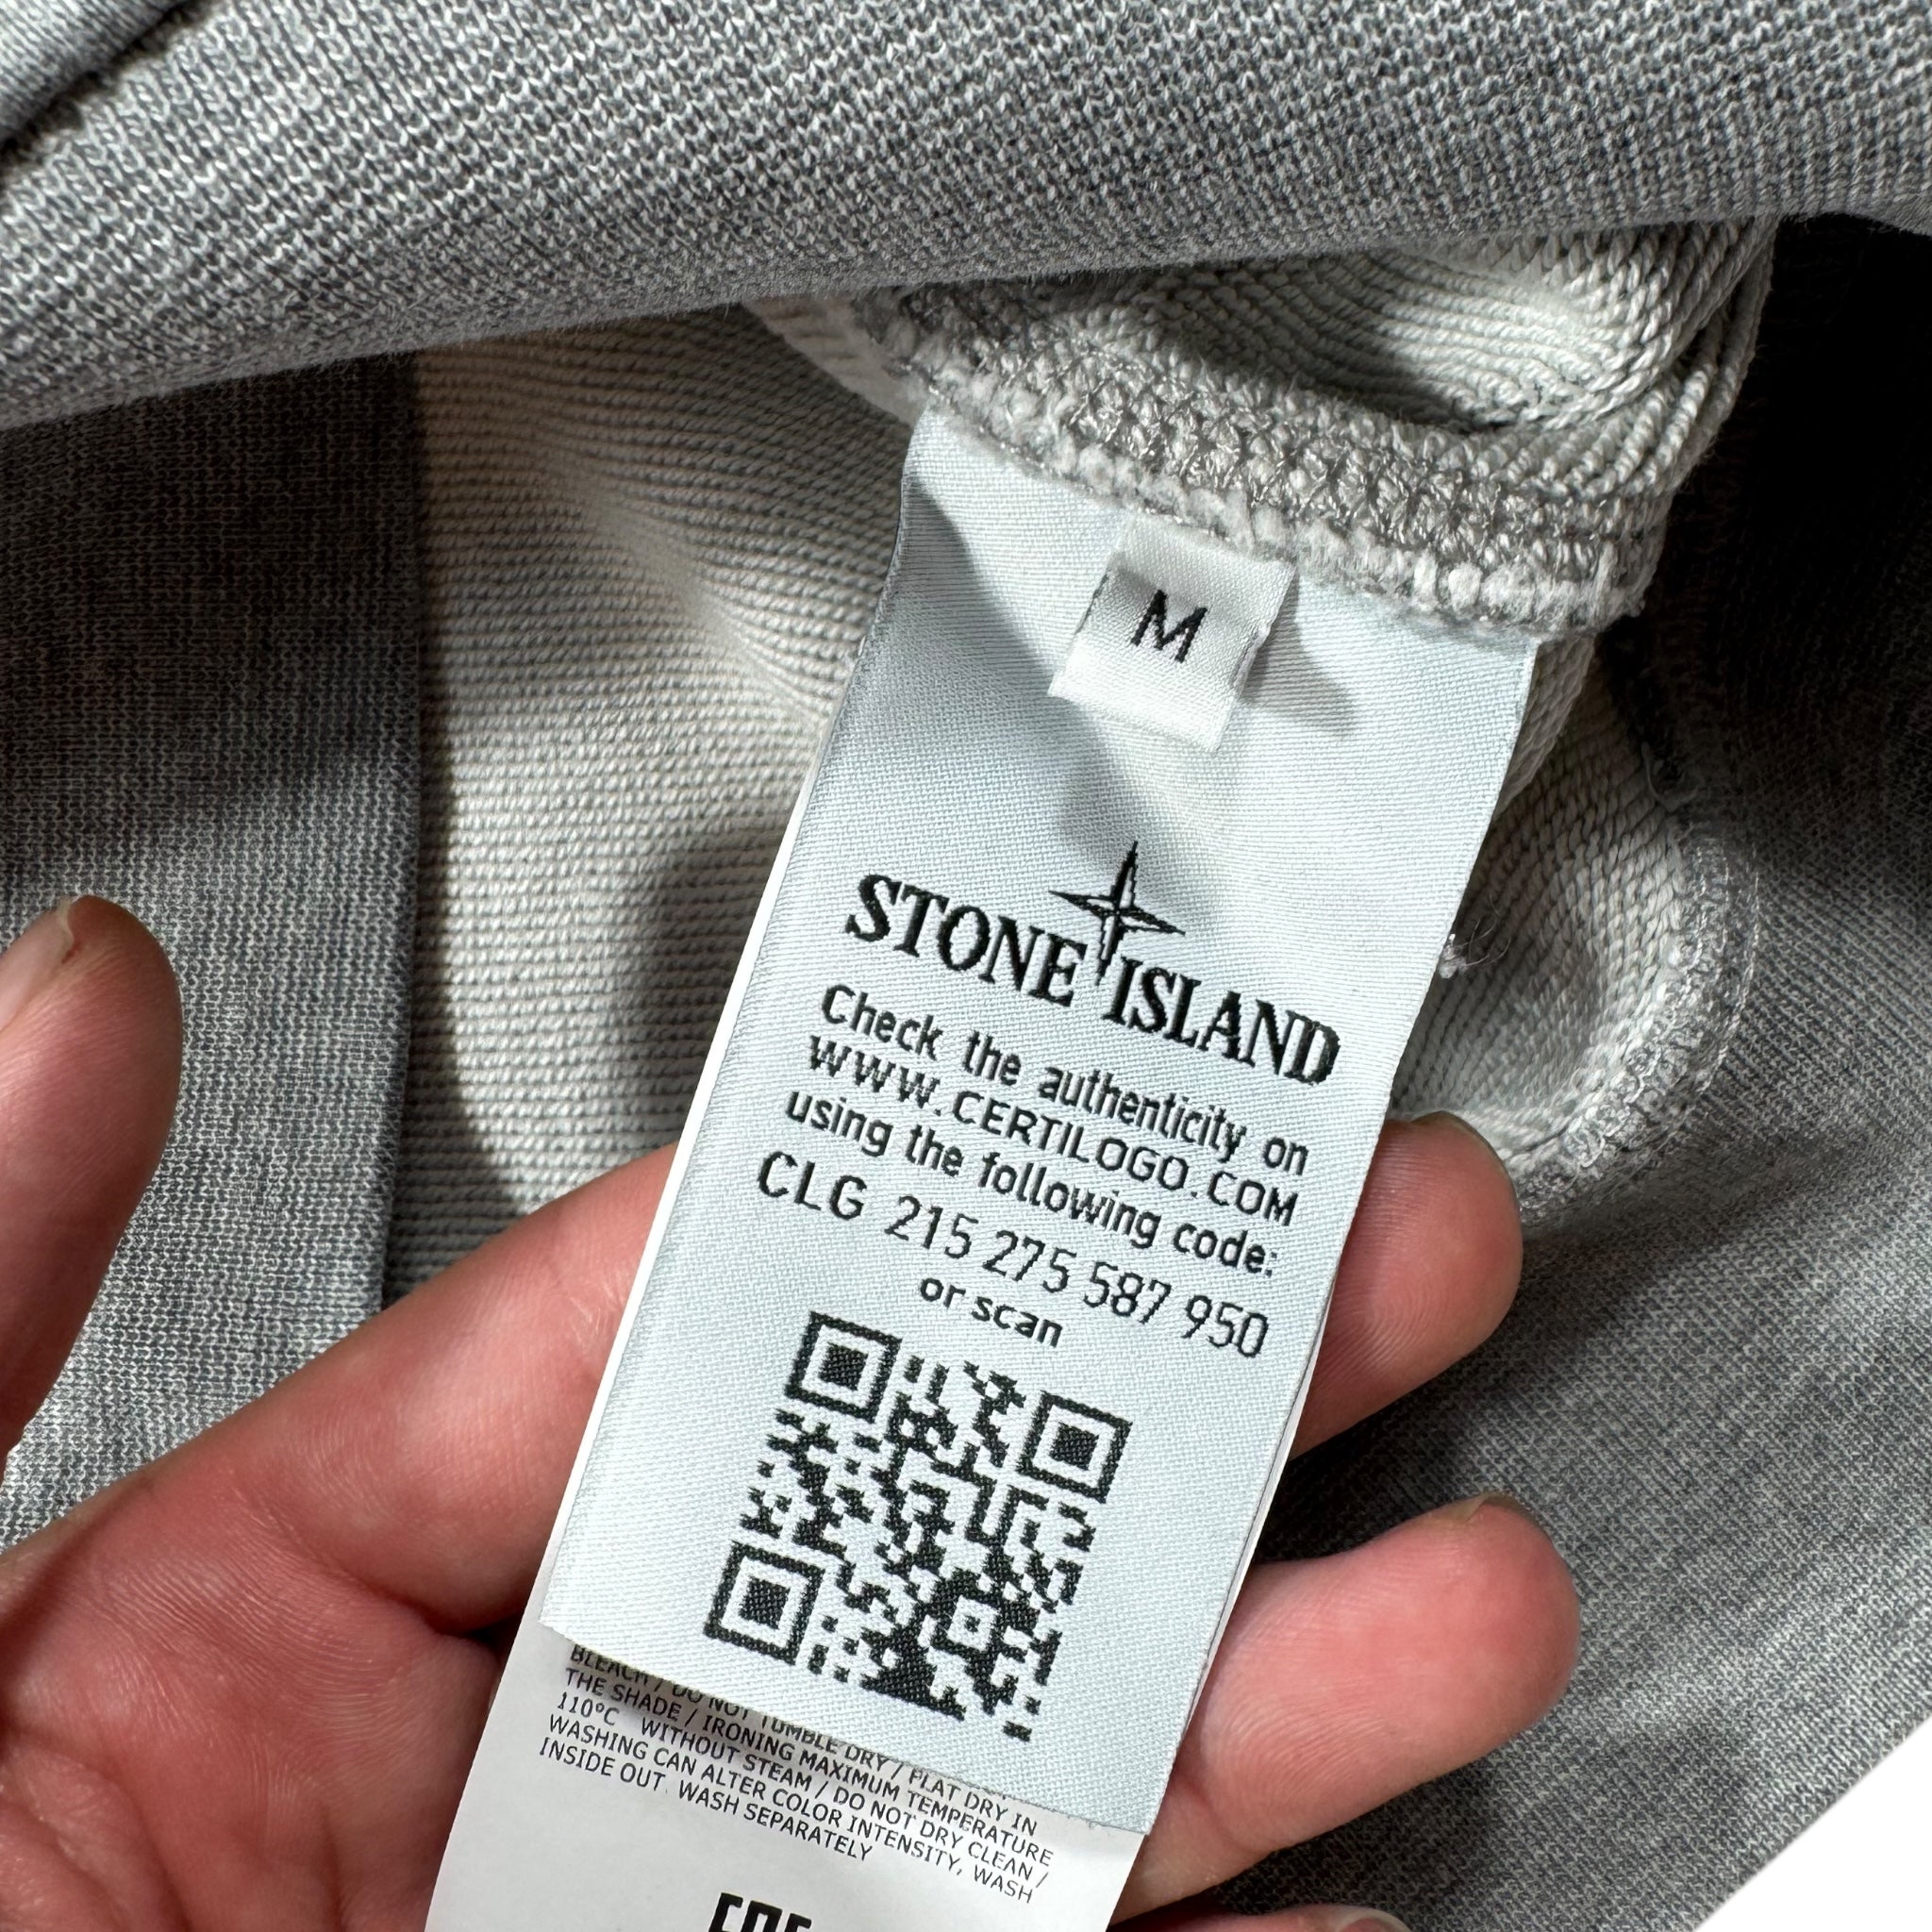 M
STONE ISLAND
Check the authenticity on
WWW.CERTILOGO.COM
using the following code:
CLG 215 275 587 950
or scan
BLEACH / DO NOT TUMBLE DRY / FLAT DRY IN
THE SHADE / IRONING MAXIMUM TEMPERATURE
110°C WITHOUT STEAM / DO NOT DRY CLEAN /
WASHING CAN ALTER COLOR INTENSITY, WASH
INSIDE OUT. WASH SEPARATELY